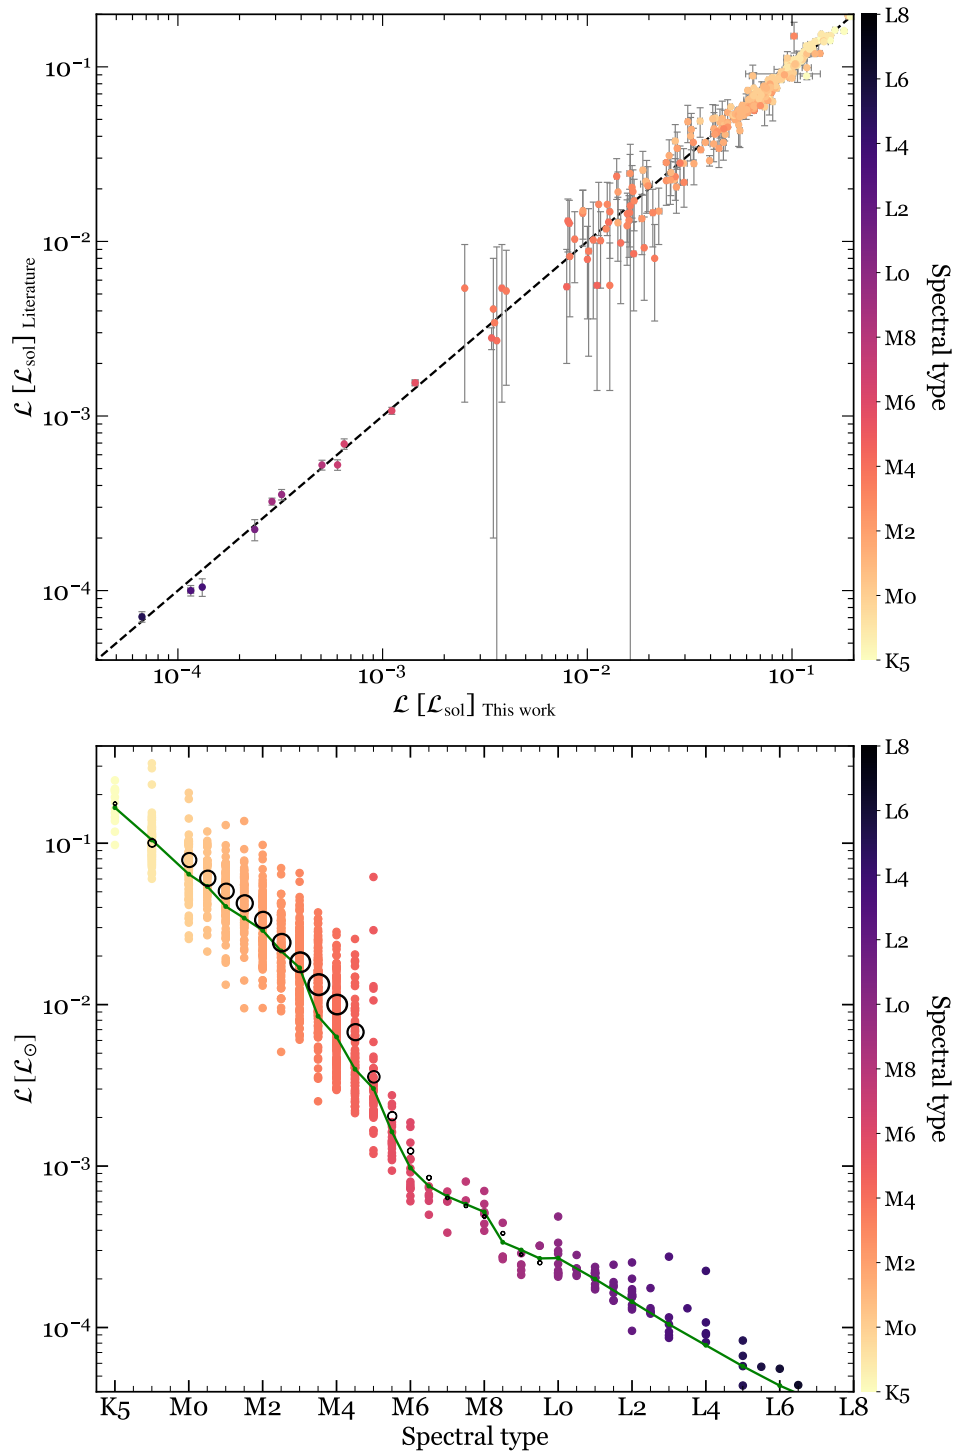 10⁻¹
10⁻²
10⁻³
10⁻⁴
ℒ [ℒsol] Literature
10⁻⁴
10⁻³
10⁻²
10⁻¹
ℒ [ℒsol] This work
L8
L6
L4
L2
L0
M8
M6
M4
M2
M0
K5
Spectral type
10⁻¹
10⁻²
10⁻³
10⁻⁴
ℒ [ℒ⊙]
K5
M0
M2
M4
M6
M8
L0
L2
L4
L6
L8
Spectral type
L8
L6
L4
L2
L0
M8
M6
M4
M2
M0
K5
Spectral type